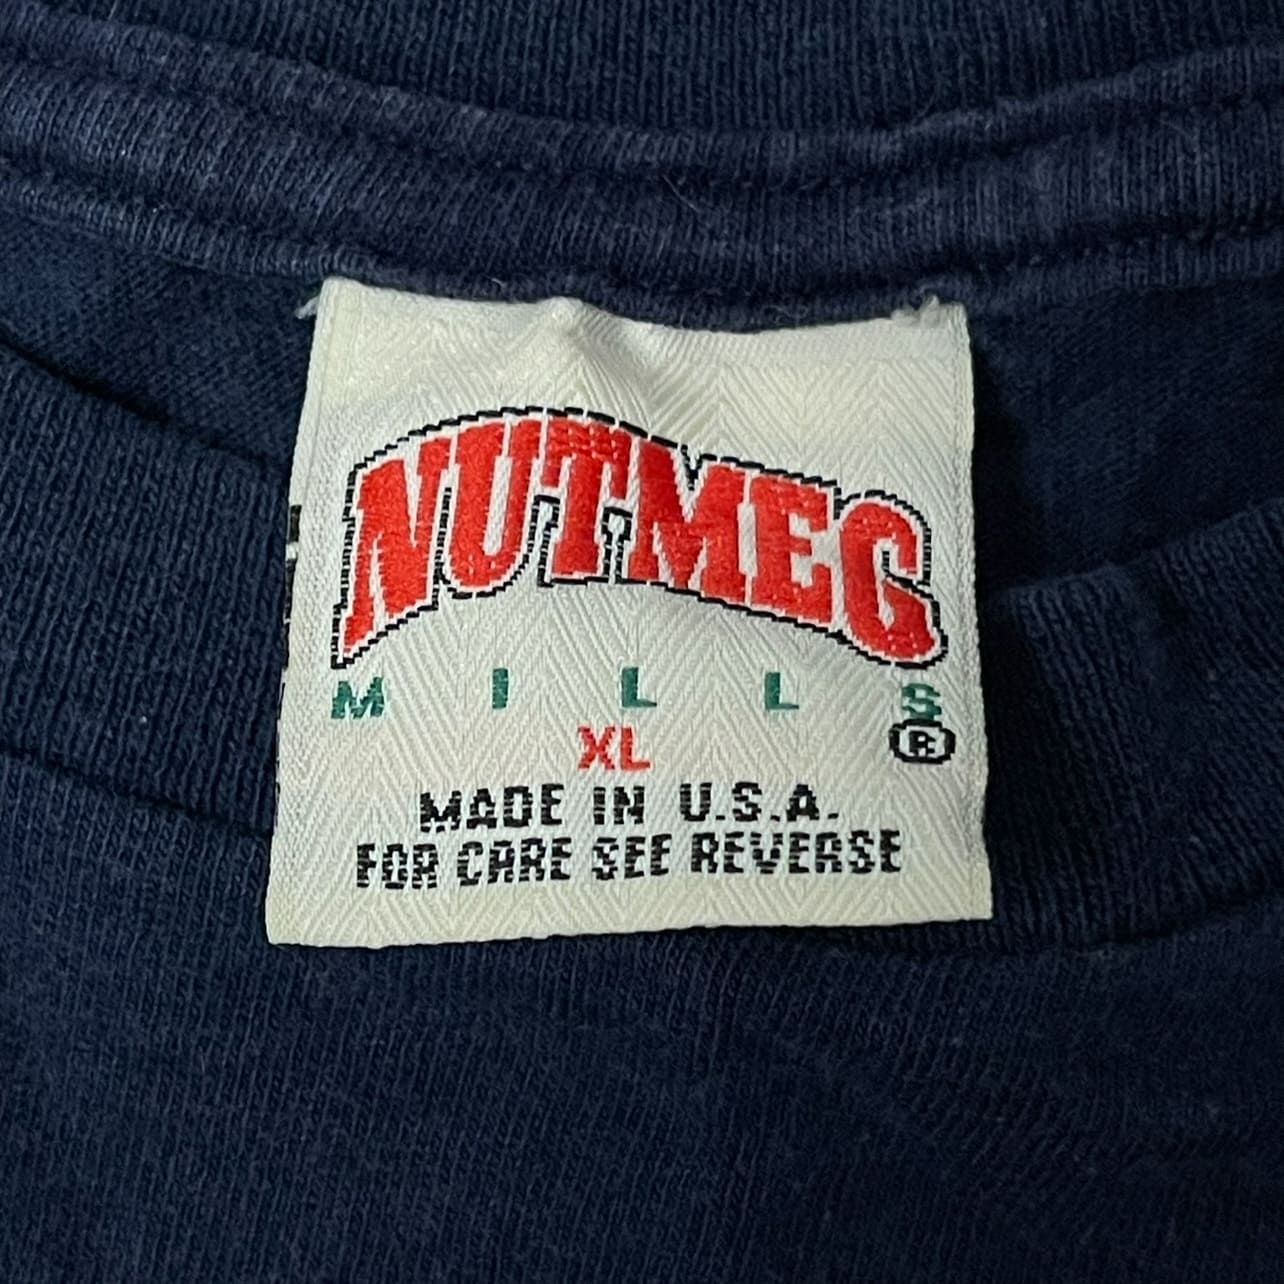 NUTMEG
MILLS
®
XL
MADE IN U.S.A.
FOR CARE SEE REVERSE